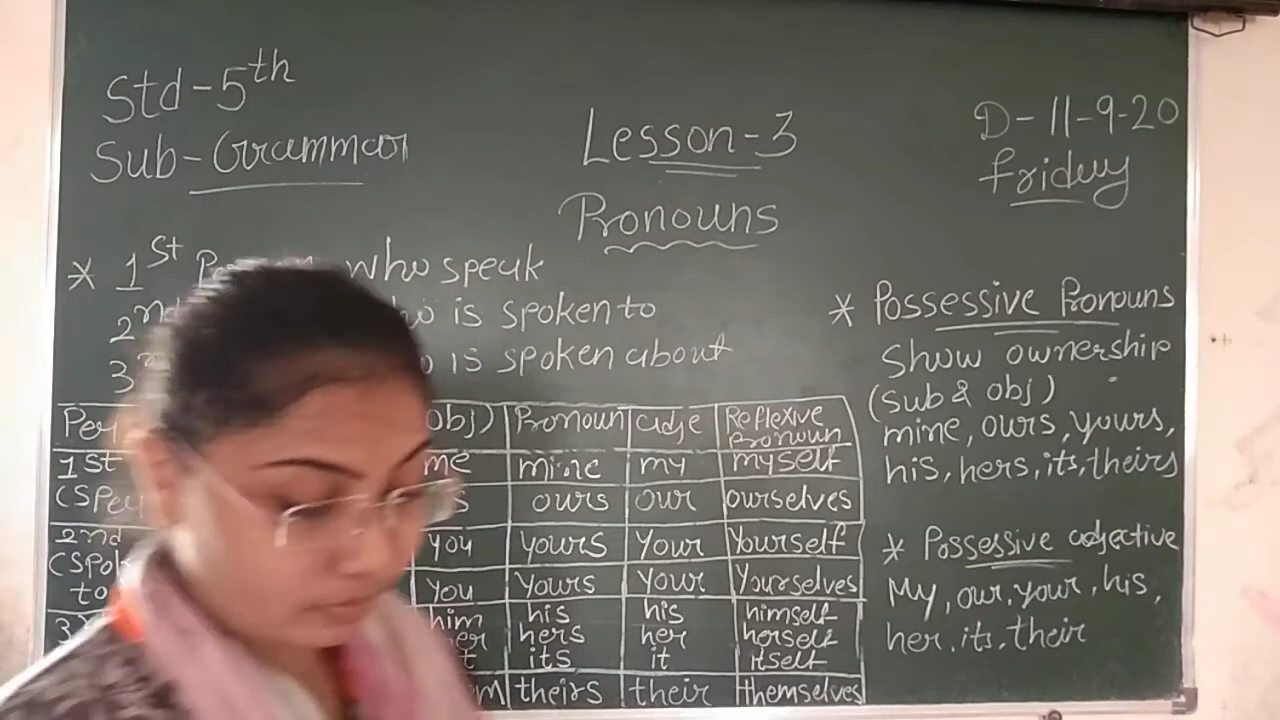 Std-5th
Sub-Grammar
Lesson-3
Pronouns
D-11-9-20
Friday
* 1st who speak
2nd is spoken to
3 is spoken about
obj) Pronoun adje Reflexive pronoun
1st me mine my myself
ours our ourselves
2nd you yours your Yourself
to you yours your Yourselves
him his his himself
hers her herself
its it itself
theirs their themselves
* Possessive Pronouns
Show ownership
(sub & obj)
mine, ours, yours,
his, hers, its, theirs
* Possessive adjective
My, our, your, his,
her, its, their